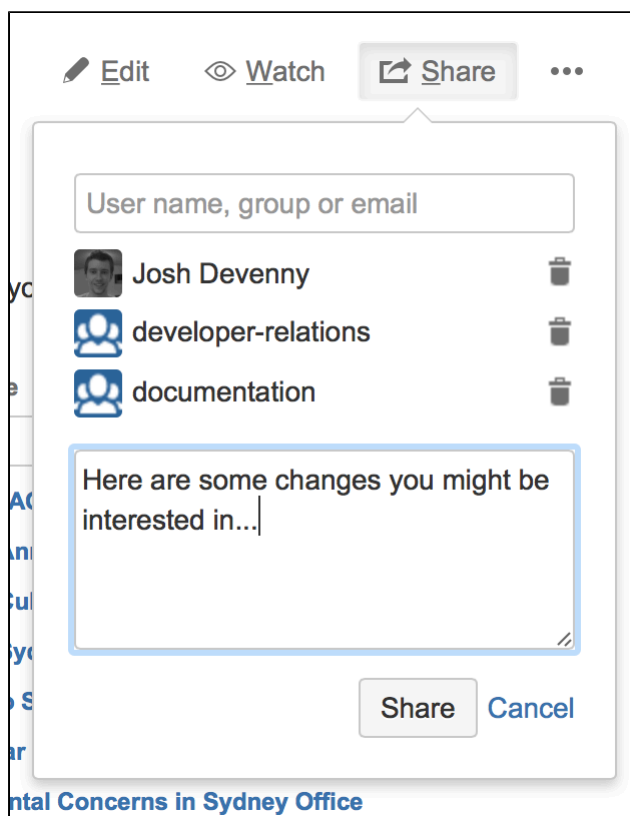 Edit Watch Share
User name, group or email
Josh Devenny
developer-relations
documentation
Here are some changes you might be
interested in...
Share Cancel
Concerns in Sydney Office